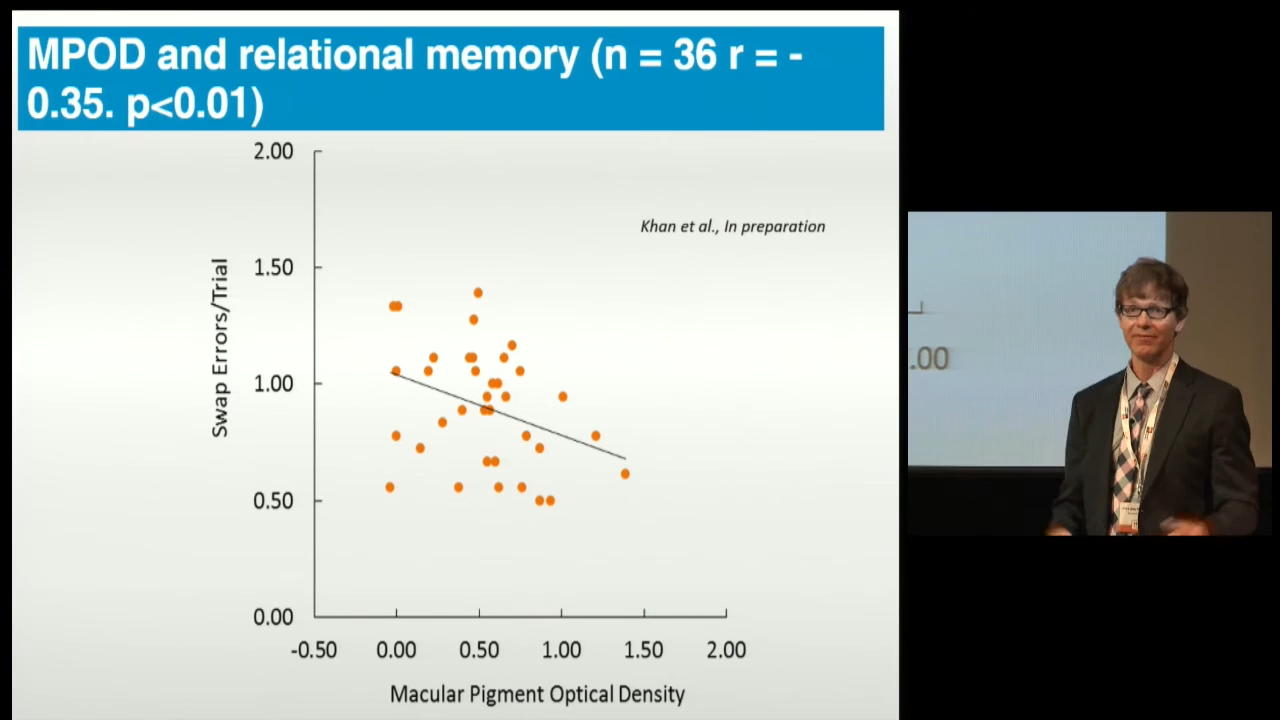 MPOD and relational memory (n = 36 r = -
0.35. p<0.01)
2.00
Khan et al., In preparation
1.50
Swap Errors/Trial
1.00
0.50
0.00
-0.50 0.00 0.50 1.00 1.50 2.00
Macular Pigment Optical Density
.00